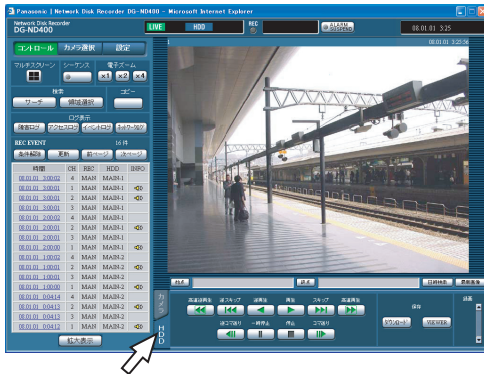 Panasonic | Network Disk Recorder DG-ND400 - Microsoft Internet Explorer
Network Disk Recorder
DG-ND400
LIVE HDD REC ALARM SUSPEND 08.01.01 3:25
コントロール カメラ選択 設定
マルチスクリーン シーケンス 電子ズーム
×1 ×2 ×4
検索 コピー
サーチ 領域選択
ログ表示
障害ログ アクセスログ イベントログ ネットワークログ
REC EVENT 16 件
条件解除 更新 前ページ 次ページ
時間 CH REC HDD INFO
08.01.01 3:00:02 4 MAN MAIN-1
08.01.01 3:00:01 1 MAN MAIN-1
08.01.01 3:00:01 2 MAN MAIN-1
08.01.01 3:00:01 3 MAN MAIN-1
08.01.01 2:00:02 4 MAN MAIN-1
08.01.01 2:00:01 2 MAN MAIN-1
08.01.01 2:00:01 3 MAN MAIN-1
08.01.01 2:00:00 1 MAN MAIN-1
08.01.01 1:00:02 4 MAN MAIN-2
08.01.01 1:00:01 1 MAN MAIN-2
08.01.01 1:00:01 2 MAN MAIN-2
08.01.01 1:00:01 3 MAN MAIN-2
08.01.01 0:04:14 4 MAN MAIN-2
08.01.01 0:04:13 2 MAN MAIN-2
08.01.01 0:04:13 3 MAN MAIN-2
08.01.01 0:04:12 1 MAN MAIN-2
拡大表示
1 08.01.01 3:23:56
始点 終点 日時検索 最新画像
カメラ
HDD
高速逆再生 逆スキップ 逆再生 再生 スキップ 高速再生
逆コマ送り 一時停止 停止 コマ送り
保存
ダウンロード VIEWER
録画